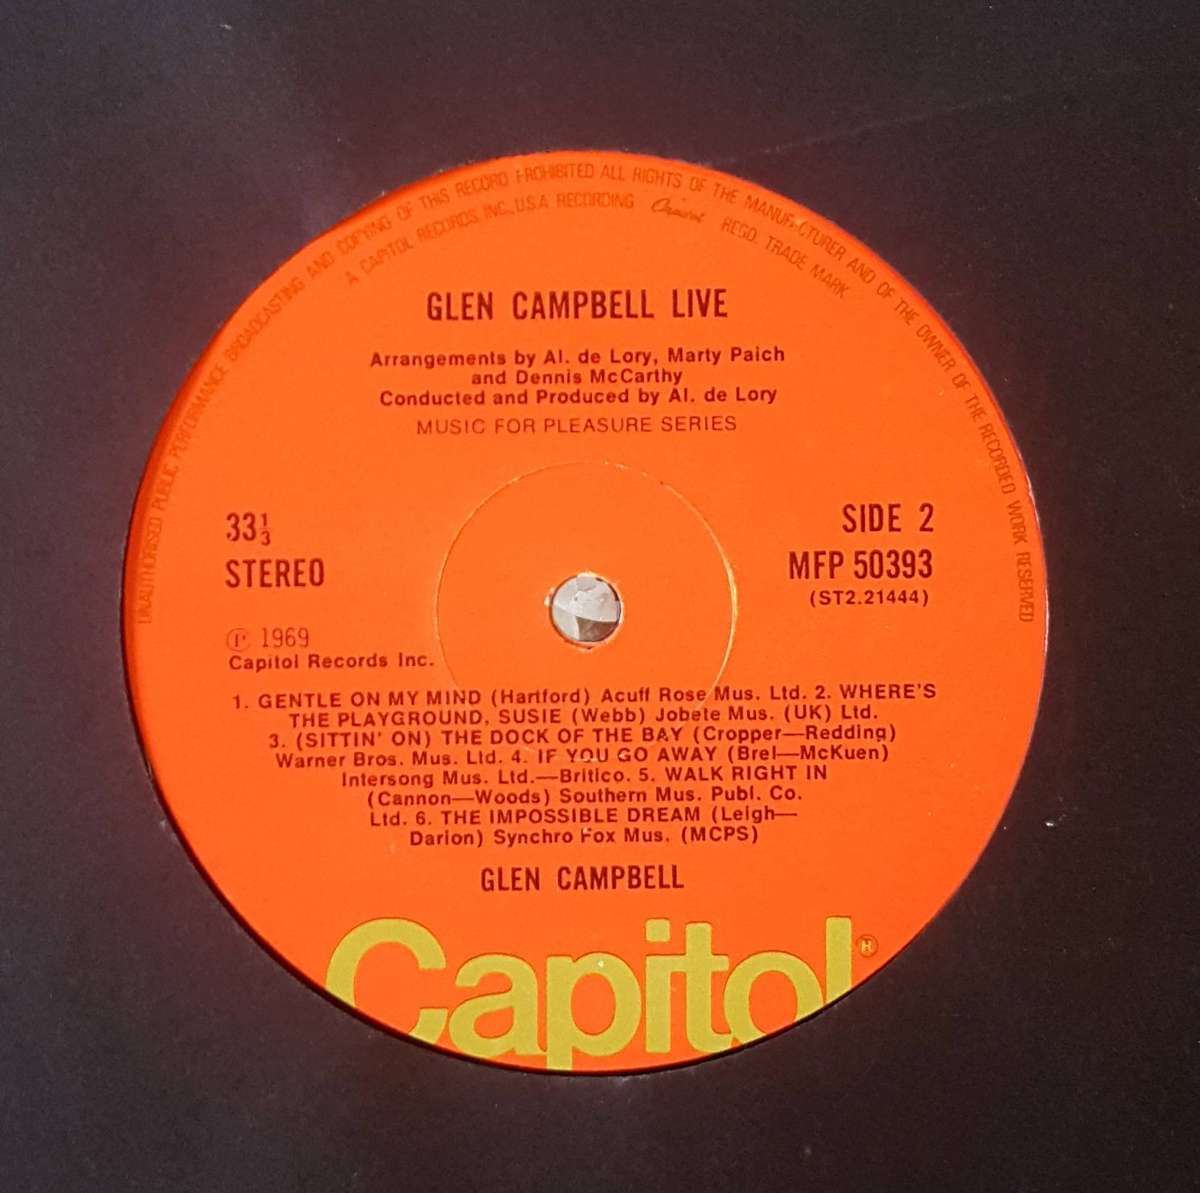 UNAUTHORISED PUBLIC PERFORMANCE BROADCASTING AND COPYING OF THIS RECORD PROHIBITED ALL RIGHTS OF THE MANUFACTURER AND OF THE OWNER OF THE RECORDED WORK RESERVED
A CAPITOL RECORDS, INC., U.S.A RECORDING Capitol REGD. TRADE MARK
GLEN CAMPBELL LIVE
Arrangements by Al. de Lory, Marty Paich
and Dennis McCarthy
Conducted and Produced by Al. de Lory
MUSIC FOR PLEASURE SERIES
33⅓
STEREO
SIDE 2
MFP 50393
(ST2.21444)
Ⓟ 1969
Capitol Records Inc.
1. GENTLE ON MY MIND (Hartford) Acuff Rose Mus. Ltd. 2. WHERE'S
THE PLAYGROUND, SUSIE (Webb) Jobete Mus. (UK) Ltd.
3. (SITTIN' ON) THE DOCK OF THE BAY (Cropper—Redding)
Warner Bros. Mus. Ltd. 4. IF YOU GO AWAY (Brel—McKuen)
Intersong Mus. Ltd.—Britico. 5. WALK RIGHT IN
(Cannon—Woods) Southern Mus. Publ. Co.
Ltd. 6. THE IMPOSSIBLE DREAM (Leigh—
Darion) Synchro Fox Mus. (MCPS)
GLEN CAMPBELL
Capitol®